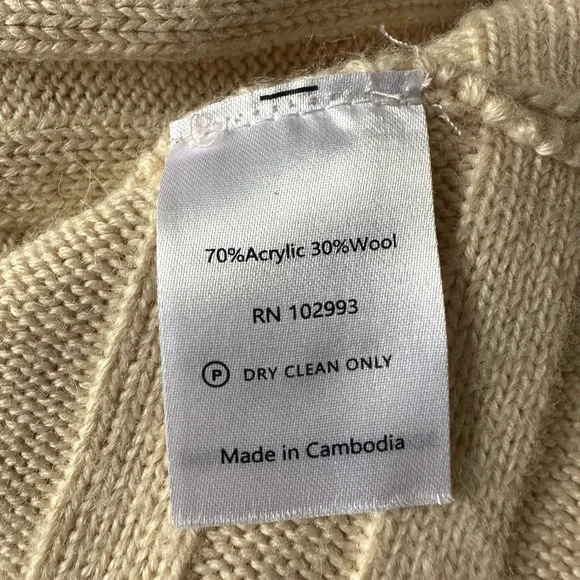 70%Acrylic 30%Wool
RN 102993
P DRY CLEAN ONLY
Made in Cambodia